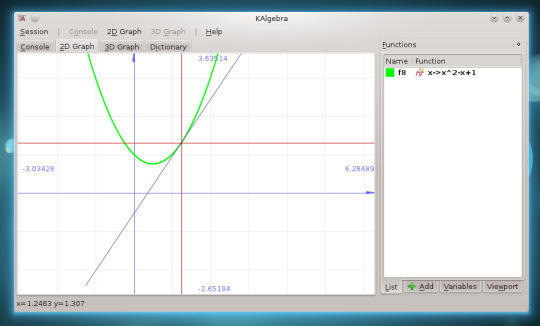 KAlgebra
Session Console 2D Graph 3D Graph Help
Console 2D Graph 3D Graph Dictionary
Functions
Name Function
f8 x->x^2-x+1
3.63514
-3.03426
6.28489
-2.65194
List Add Variables Viewport
x=1.2463 y=1.307